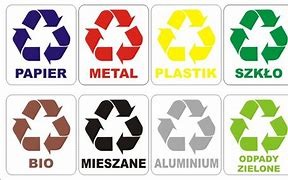 PAPIER METAL PLASTIK SZKŁO
BIO MIESZANE ALUMINIUM ODPADY
ZIELONE